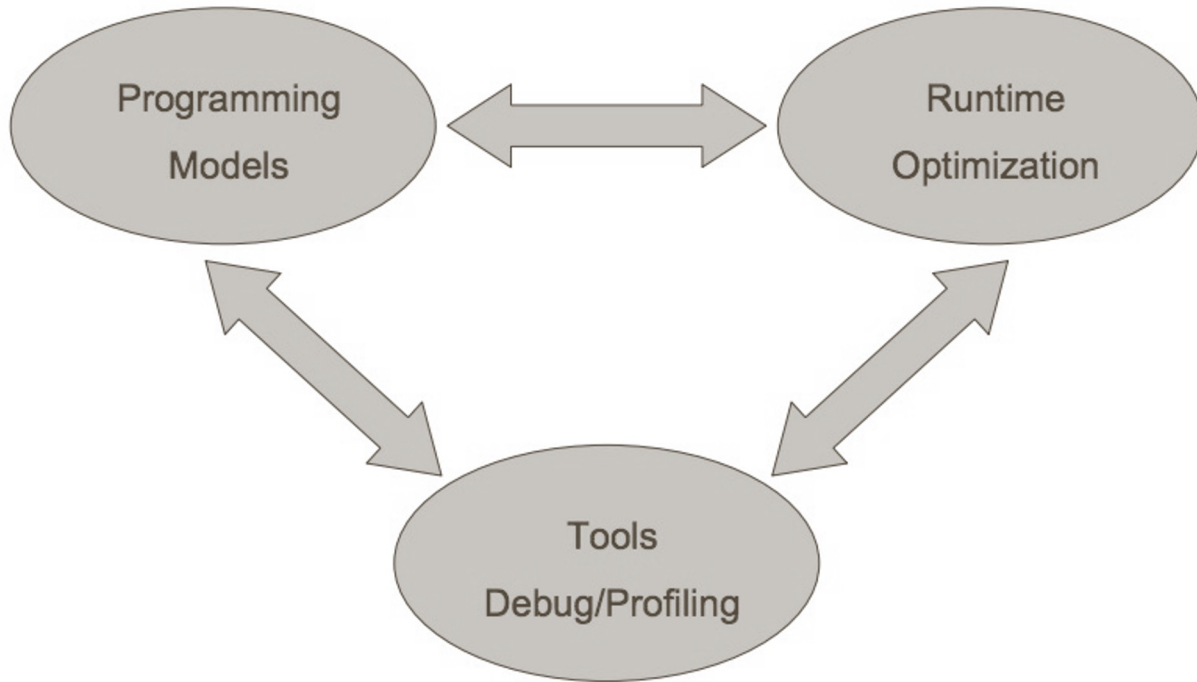 Programming
Models
Runtime
Optimization
Tools
Debug/Profiling